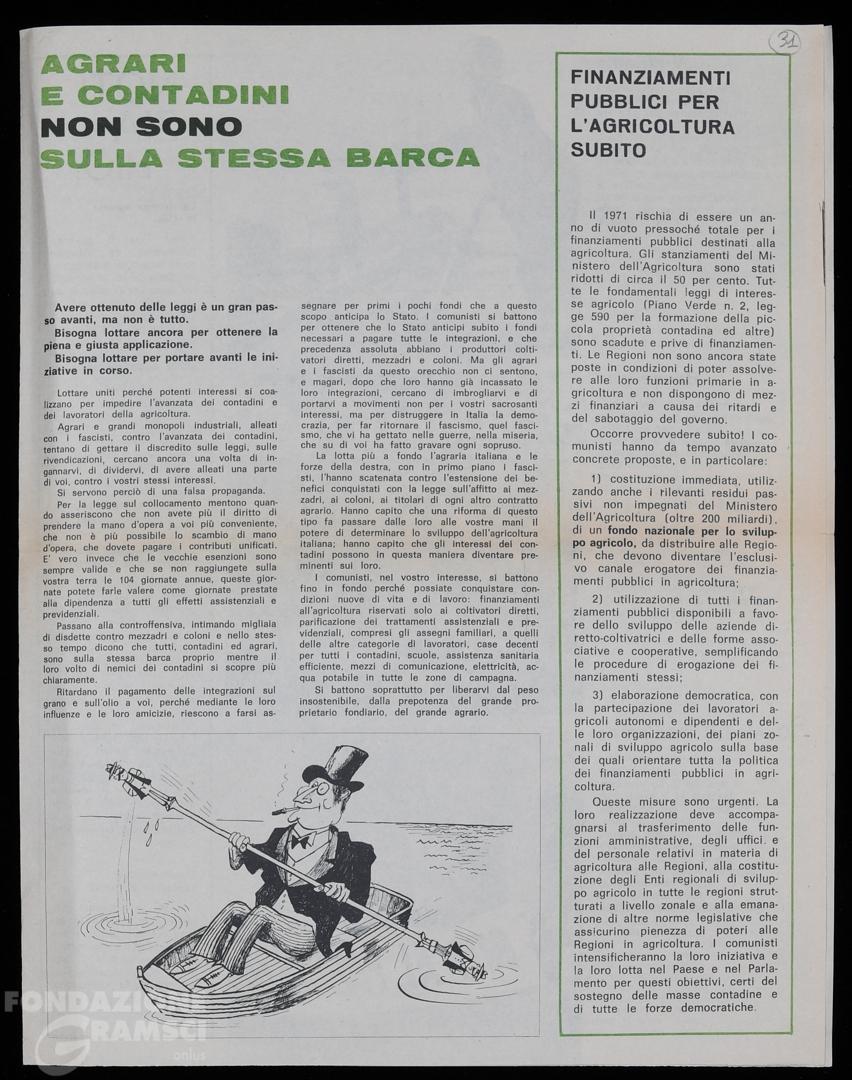 31
AGRARI
E CONTADINI
NON SONO
SULLA STESSA BARCA
Avere ottenuto delle leggi è un gran pas-
so avanti, ma non è tutto.
Bisogna lottare ancora per ottenere la
piena e giusta applicazione.
Bisogna lottare per portare avanti le ini-
ziative in corso.
Lottare uniti perché potenti interessi si coa-
lizzano per impedire l'avanzata dei contadini e
dei lavoratori della agricoltura.
Agrari e grandi monopoli industriali, alleati
con i fascisti, contro l'avanzata dei contadini,
tentano di gettare il discredito sulle leggi, sulle
rivendicazioni, cercano ancora una volta di in-
gannarvi, di dividervi, di avere alleati una parte
di voi, contro i vostri stessi interessi.
Si servono perciò di una falsa propaganda.
Per la legge sul collocamento mentono quan-
do asseriscono che non avete più il diritto di
prendere la mano d'opera a voi più conveniente,
che non è più possibile lo scambio di mano
d'opera, che dovete pagare i contributi unificati.
E' vero invece che le vecchie esenzioni sono
sempre valide e che se non raggiungete sulla
vostra terra le 104 giornate annue, queste gior-
nate potete farle valere come giornate prestate
alla dipendenza a tutti gli effetti assistenziali e
previdenziali.
Passano alla controffensiva, intimando migliaia
di disdette contro mezzadri e coloni e nello stes-
so tempo dicono che tutti, contadini ed agrari,
sono sulla stessa barca proprio mentre il
loro volto di nemici dei contadini si scopre più
chiaramente.
Ritardano il pagamento delle integrazioni sul
grano e sull'olio a voi, perché mediante le loro
influenze e le loro amicizie, riescono a farsi as-
segnare per primi i pochi fondi che a questo
scopo anticipa lo Stato. I comunisti si battono
per ottenere che lo Stato anticipi subito i fondi
necessari a pagare tutte le integrazioni, e che
precedenza assoluta abbiano i produttori colti-
vatori diretti, mezzadri e coloni. Ma gli agrari
e i fascisti da questo orecchio non ci sentono,
e magari, dopo che loro hanno già incassato le
loro integrazioni, cercano di imbrogliarvi e di
portarvi a movimenti non per i vostri sacrosanti
interessi, ma per distruggere in Italia la demo-
crazia, per far ritornare il fascismo, quel fasci-
smo, che vi ha gettato nelle guerre, nella miseria,
che su di voi ha fatto gravare ogni sopruso.
La lotta più a fondo l'agraria italiana e le
forze della destra, con in primo piano i fasci-
sti, l'hanno scatenata contro l'estensione dei be-
nefici conquistati con la legge sull'affitto ai mez-
zadri, ai coloni, ai titolari di ogni altro contratto
agrario. Hanno capito che una riforma di questo
tipo fa passare dalle loro alle vostre mani il
potere di determinare lo sviluppo dell'agricoltura
italiana; hanno capito che gli interessi dei con-
tadini possono in questa maniera diventare pre-
minenti sui loro.
I comunisti, nel vostro interesse, si battono
fino in fondo perché possiate conquistare con-
dizioni nuove di vita e di lavoro: finanziamenti
all'agricoltura riservati solo ai coltivatori diretti,
parificazione dei trattamenti assistenziali e pre-
videnziali, compresi gli assegni familiari, a quelli
delle altre categorie di lavoratori, case decenti
per tutti i contadini, scuole, assistenza sanitaria
efficiente, mezzi di comunicazione, elettricità, ac-
qua potabile in tutte le zone di campagna.
Si battono soprattutto per liberarvi dal peso
insostenibile, dalla prepotenza del grande pro-
prietario fondiario, del grande agrario.
FINANZIAMENTI
PUBBLICI PER
L'AGRICOLTURA
SUBITO
Il 1971 rischia di essere un an-
no di vuoto pressoché totale per i
finanziamenti pubblici destinati alla
agricoltura. Gli stanziamenti del Mi-
nistero dell'Agricoltura sono stati
ridotti di circa il 50 per cento. Tut-
te le fondamentali leggi di interes-
se agricolo (Piano Verde n. 2, leg-
ge 590 per la formazione della pic-
cola proprietà contadina ed altre)
sono scadute e prive di finanziamen-
ti. Le Regioni non sono ancora state
poste in condizioni di poter assolve-
re alle loro funzioni primarie in a-
gricoltura e non dispongono di mez-
zi finanziari a causa dei ritardi e
del sabotaggio del governo.
Occorre provvedere subito! I co-
munisti hanno da tempo avanzato
concrete proposte, e in particolare:
1) costituzione immediata, utiliz-
zando anche i rilevanti residui pas-
sivi non impegnati del Ministero
dell'Agricoltura (oltre 200 miliardi),
di un fondo nazionale per lo svilup-
po agricolo, da distribuire alle Regio-
ni, che devono diventare l'esclusi-
vo canale erogatore dei finanzia-
menti pubblici in agricoltura;
2) utilizzazione di tutti i finan-
ziamenti pubblici disponibili a favo-
re dello sviluppo delle aziende di-
retto-coltivatrici e delle forme asso-
ciative e cooperative, semplificando
le procedure di erogazione dei fi-
nanziamenti stessi;
3) elaborazione democratica, con
la partecipazione dei lavoratori a-
gricoli autonomi e dipendenti e del-
le loro organizzazioni, dei piani zo-
nali di sviluppo agricolo sulla base
dei quali orientare tutta la politica
dei finanziamenti pubblici in agri-
coltura.
Queste misure sono urgenti. La
loro realizzazione deve accompa-
gnarsi al trasferimento delle fun-
zioni amministrative, degli uffici e
del personale relativi in materia di
agricoltura alle Regioni, alla costitu-
zione degli Enti regionali di svilup-
po agricolo in tutte le regioni strut-
turati a livello zonale e alla emana-
zione di altre norme legislative che
assicurino pienezza di poteri alle
Regioni in agricoltura. I comunisti
intensificheranno la loro iniziativa e
la loro lotta nel Paese e nel Parla-
mento per questi obiettivi, certi del
sostegno delle masse contadine e
di tutte le forze democratiche.
FONDAZIONE
GRAMSCI
onlus